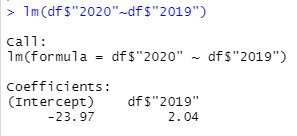 > lm(df$"2020"~df$"2019")
Call:
lm(formula = df$"2020" ~ df$"2019")
Coefficients:
(Intercept) df$"2019"
-23.97 2.04